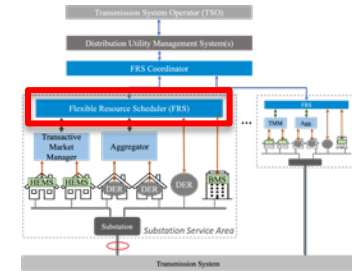 Transmission System Operator (TSO)
Distribution Utility Management System(s)
FRS Coordinator
Flexible Resource Scheduler (FRS)
FRS
Transactive
Market
Manager
Aggregator
TMM
Agg.
...
HEMS
HEMS
DER
DER
DER
BMS
Substation
Substation Service Area
Transmission System